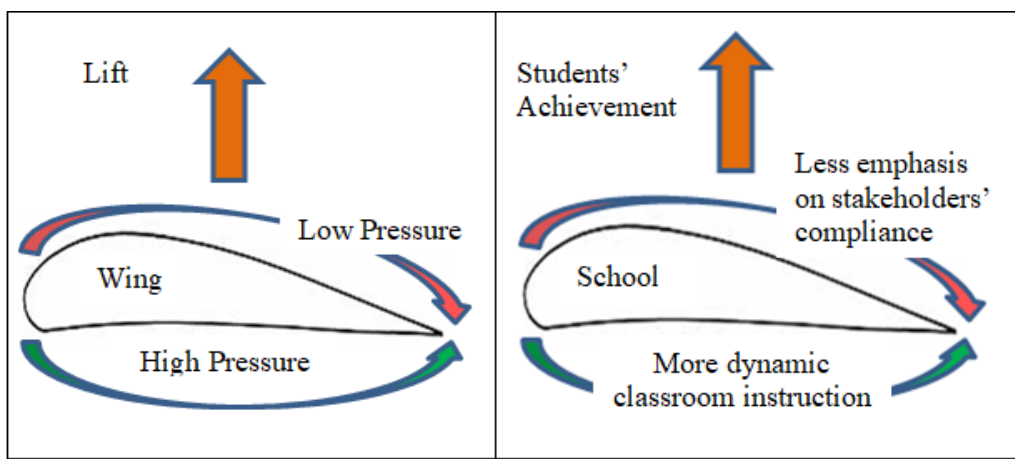 Lift
Low Pressure
Wing
High Pressure
Students’
Achievement
Less emphasis
on stakeholders’
compliance
School
More dynamic
classroom instruction